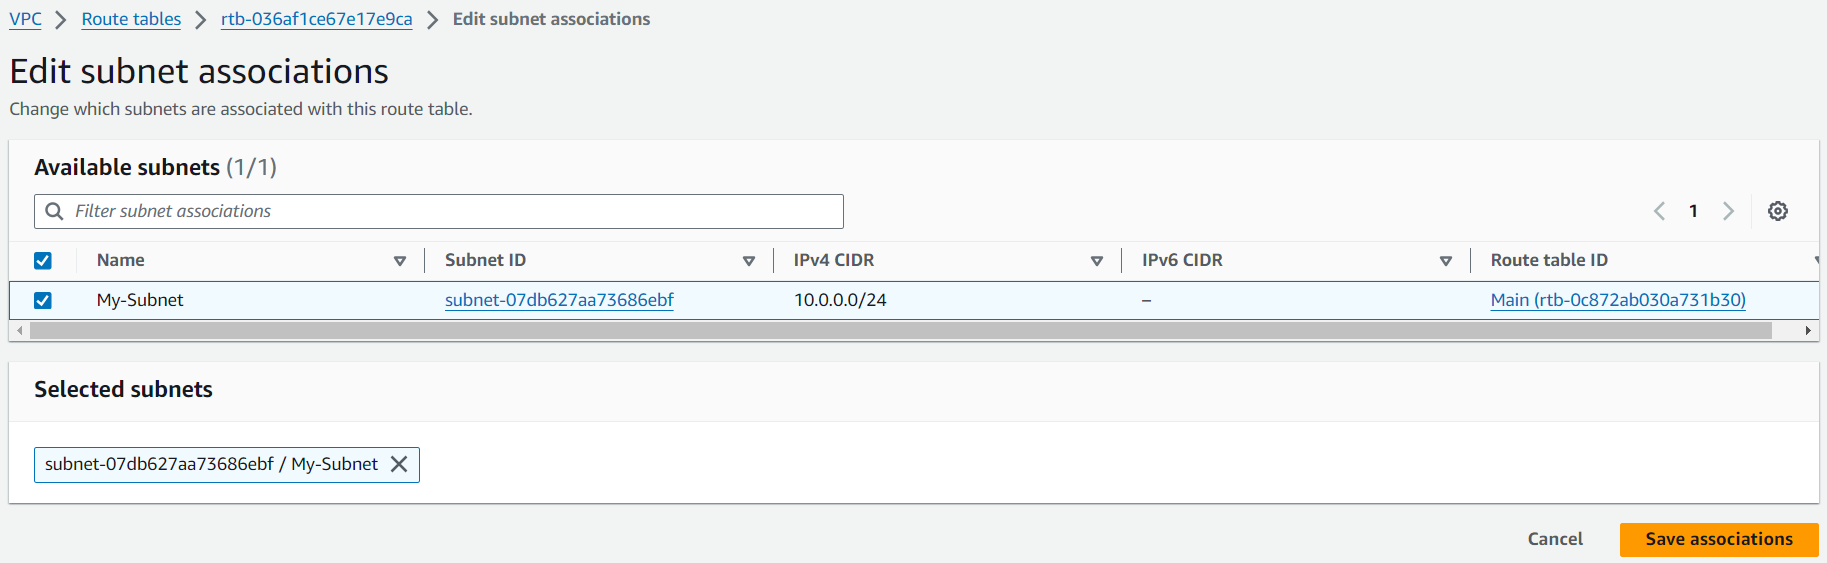 VPC > Route tables > rtb-036af1ce67e17e9ca > Edit subnet associations
Edit subnet associations
Change which subnets are associated with this route table.
Available subnets (1/1)
Filter subnet associations
1
Name Subnet ID IPv4 CIDR IPv6 CIDR Route table ID
My-Subnet subnet-07db627aa73686ebf 10.0.0.0/24 – Main (rtb-0c872ab030a731b30)
Selected subnets
subnet-07db627aa73686ebf / My-Subnet
Cancel Save associations